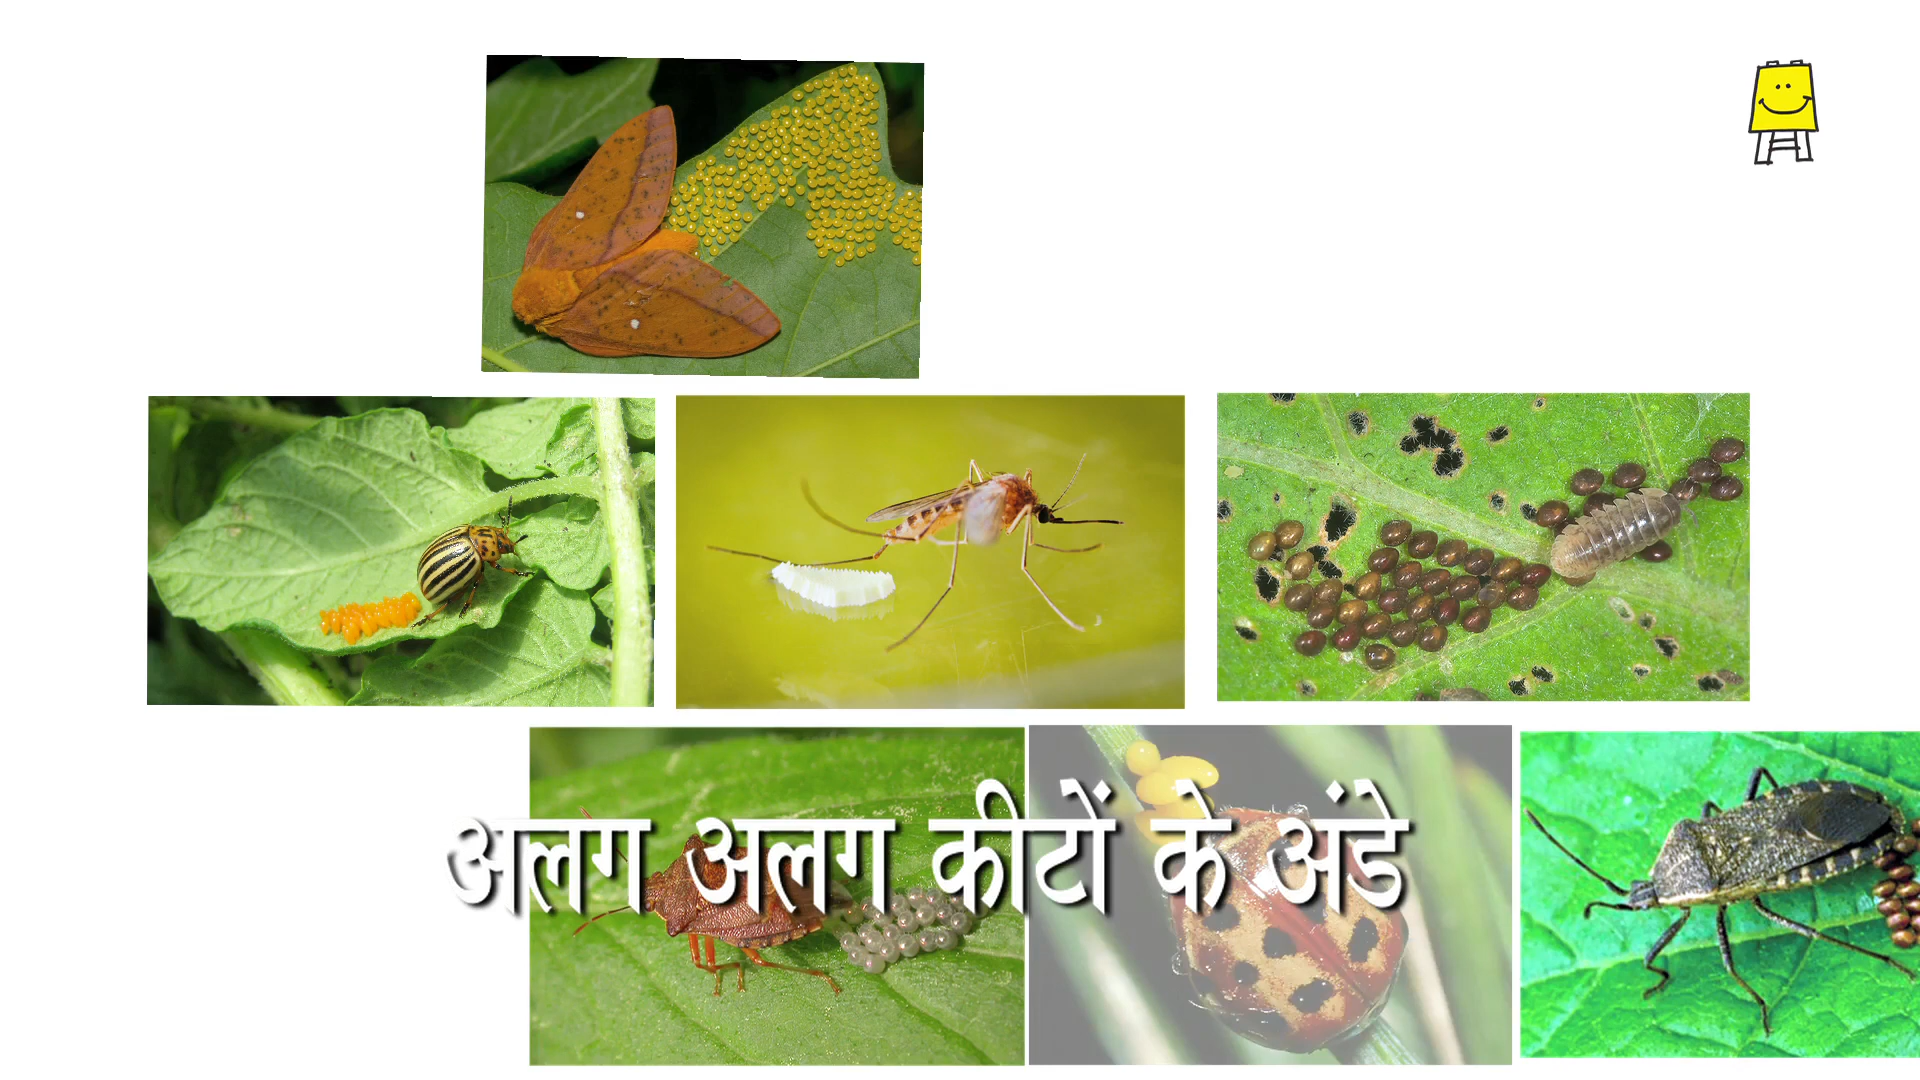 अलग अलग कीटों के अंडे